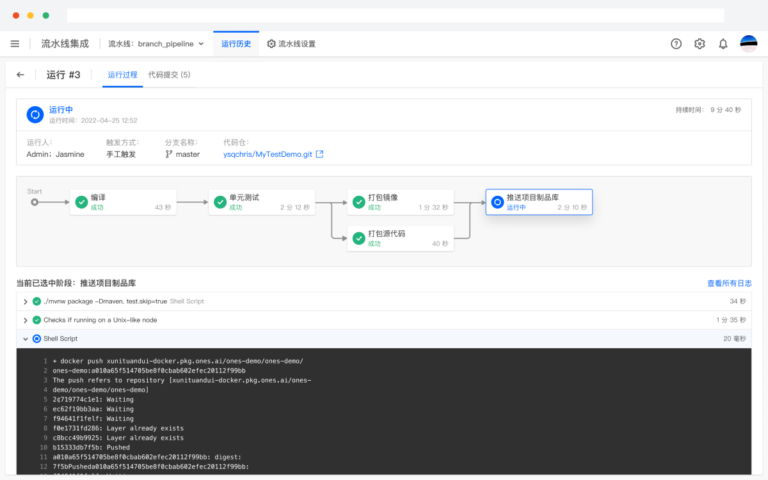 流水线集成 流水线：branch_pipeline 运行历史 流水线设置
运行 #3 运行过程 代码提交 (5)
运行中 持续时间： 9 分 40 秒
运行时间：2022-04-25 12:52
运行人： 触发方式： 分支名称： 代码仓：
Admin；Jasmine 手工触发 master ysqchris/MyTestDemo.git
Start
编译 单元测试 打包镜像 推送项目制品库
成功 43 秒 成功 2 分 12 秒 成功 1 分 32 秒 运行中 2 分 10 秒
打包源代码
成功 40 秒
当前已选中阶段：推送项目制品库 查看所有日志
./mvnw package -Dmaven. test.skip=true Shell Script 34 秒
Checks If running on a Unix-like node 1 分 35 秒
Shell Script 20 毫秒
1 + docker push xunituandui-docker.pkg.ones.ai/ones-demo/ones-demo/
2 ones-demo:a010a65f514705be8f0cbab602efec20112f99bb
3 The push refers to repository [xunituandui-docker.pkg.ones.ai/ones-
4 demo/ones-demo/ones-demo]
5 2c719774c1e1: Waiting
6 ec62f19bb3aa: Waiting
7 f94641f1felf: Waiting
8 f0e1731fd286: Layer already exists
9 c8bcc49b9925: Layer already exists
10 b15333db7f5b: Pushed
11 a010a65f514705be8f0cbab602efec20112f99bb: digest:
12 7f5bPusheda010a65f514705be8f0cbab602efec20112f99bb: